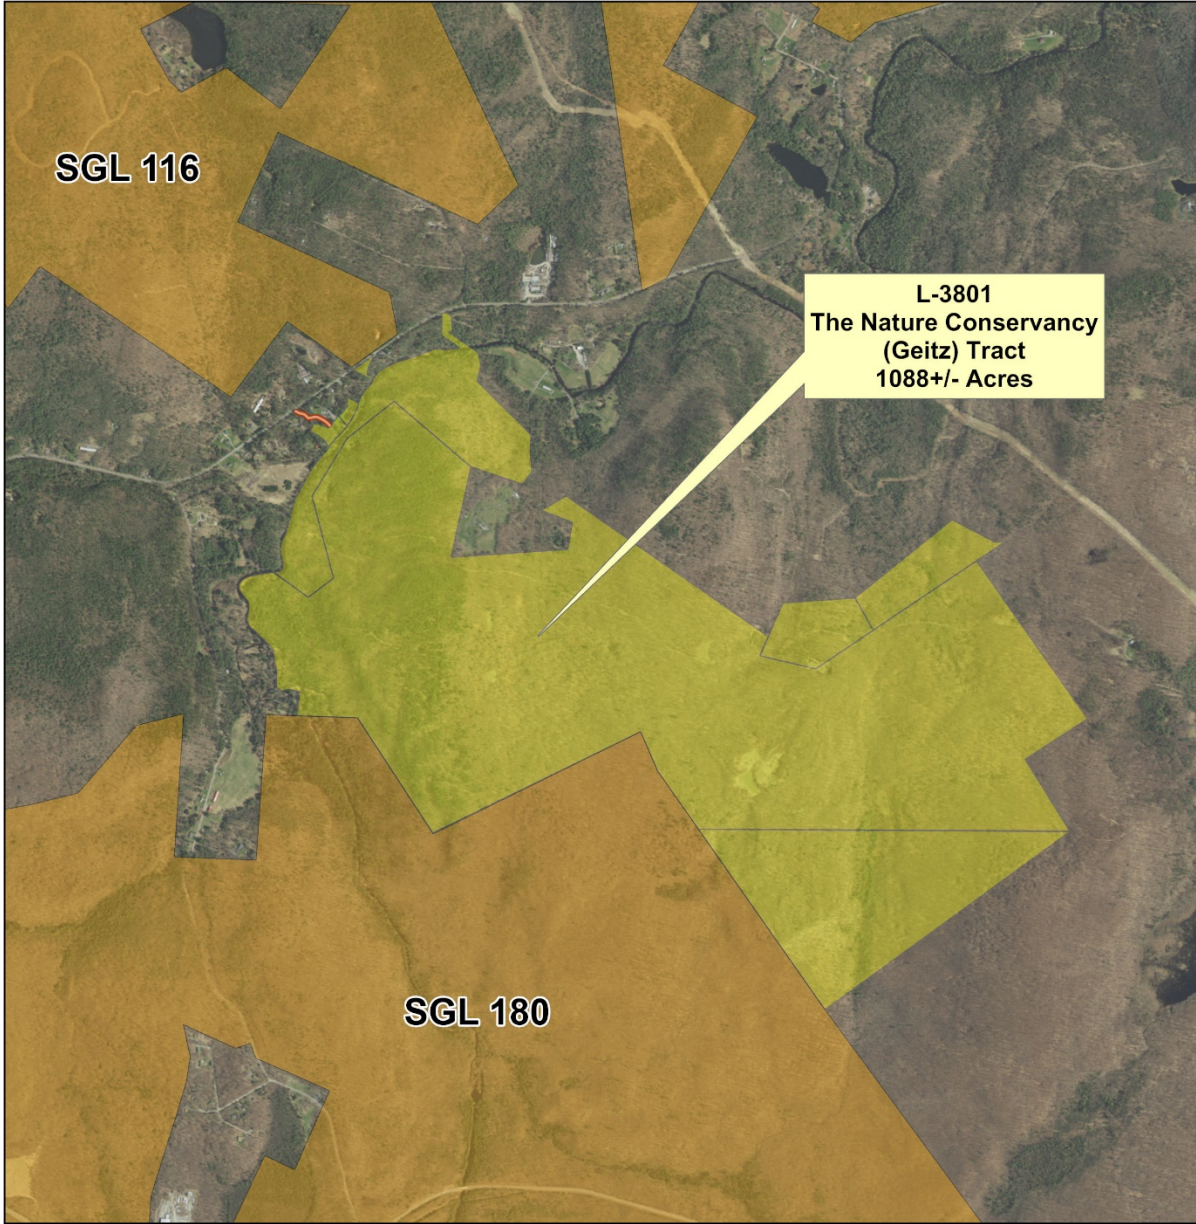 SGL 116
L-3801
The Nature Conservancy
(Geitz) Tract
1088+/- Acres
SGL 180